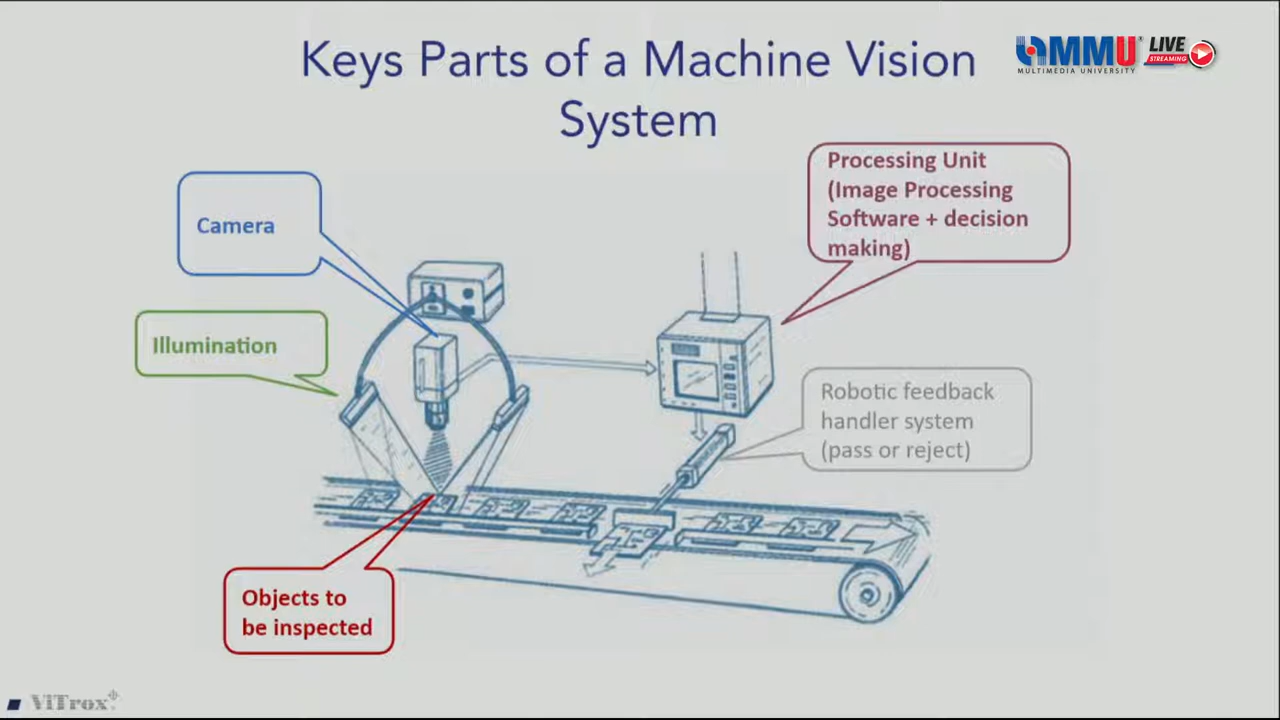 Keys Parts of a Machine Vision
System
MMU
MULTIMEDIA UNIVERSITY
LIVE
STREAMING
Processing Unit
(Image Processing
Software + decision
making)
Camera
Illumination
Robotic feedback
handler system
(pass or reject)
Objects to
be inspected
ViTrox